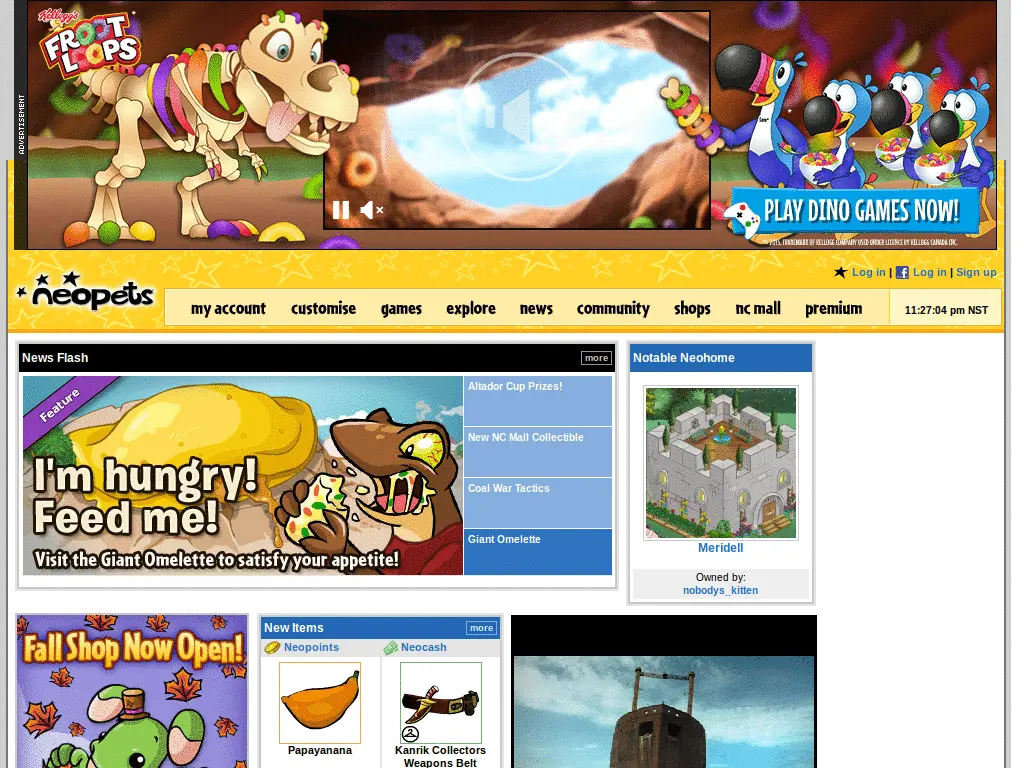 Kellogg's
FROOT
LOOPS
ADVERTISEMENT
PLAY DINO GAMES NOW!
2015, TRADEMARK OF KELLOGG COMPANY USED UNDER LICENCE BY KELLOGG CANADA INC.
Log in | Log in | Sign up
neopets
my account customise games explore news community shops nc mall premium 11:27:04 pm NST
News Flash more
Feature
I'm hungry!
Feed me!
Visit the Giant Omelette to satisfy your appetite!
Altador Cup Prizes!
New NC Mall Collectible
Coal War Tactics
Giant Omelette
Notable Neohome
Meridell
Owned by:
nobodys_kitten
Fall Shop Now Open!
New Items more
Neopoints Neocash
Papayanana
Kanrik Collectors
Weapons Belt